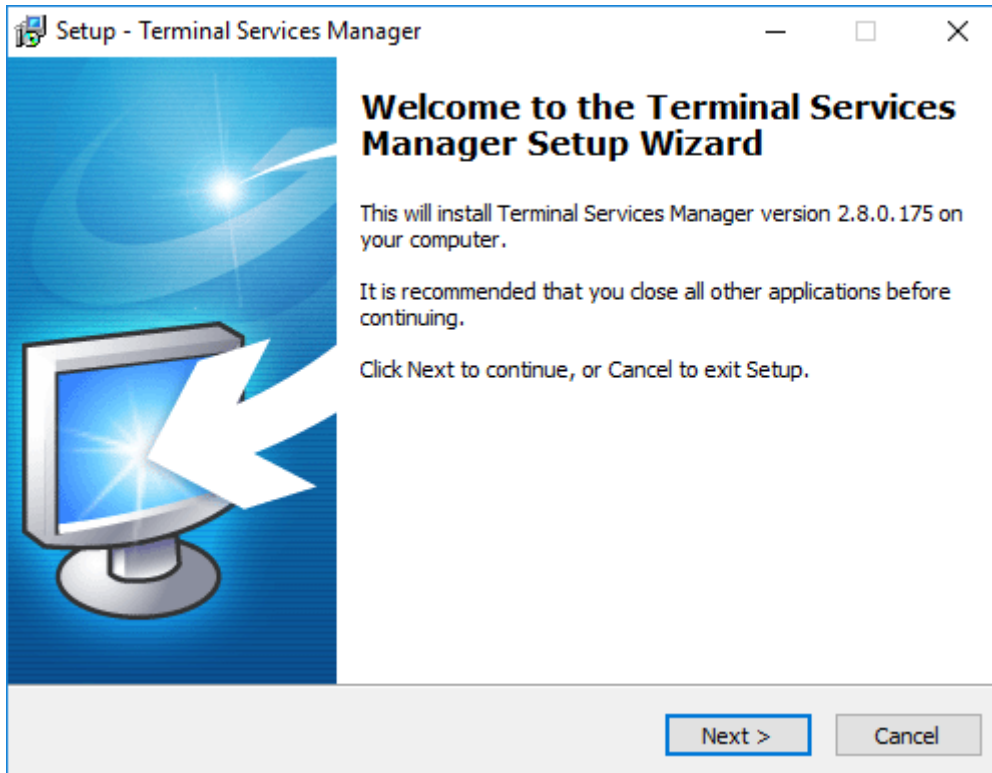 Setup - Terminal Services Manager
Welcome to the Terminal Services
Manager Setup Wizard
This will install Terminal Services Manager version 2.8.0.175 on
your computer.
It is recommended that you close all other applications before
continuing.
Click Next to continue, or Cancel to exit Setup.
Next >
Cancel